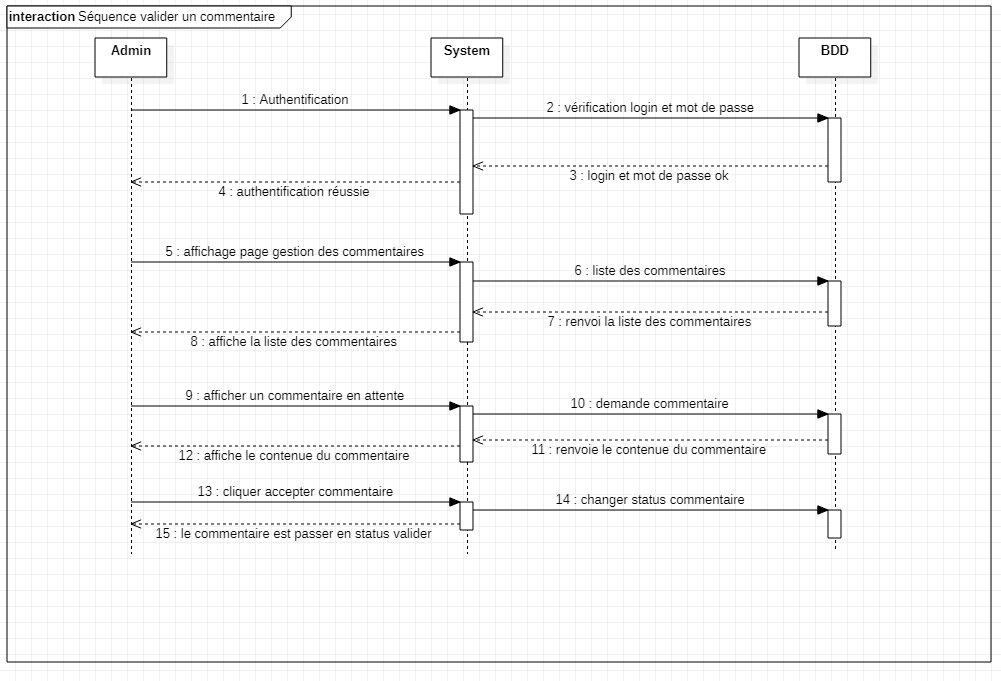 interaction Séquence valider un commentaire
Admin
System
BDD
1 : Authentification
2 : vérification login et mot de passe
3 : login et mot de passe ok
4 : authentification réussie
5 : affichage page gestion des commentaires
6 : liste des commentaires
7 : renvoi la liste des commentaires
8 : affiche la liste des commentaires
9 : afficher un commentaire en attente
10 : demande commentaire
11 : renvoie le contenue du commentaire
12 : affiche le contenue du commentaire
13 : cliquer accepter commentaire
14 : changer status commentaire
15 : le commentaire est passer en status valider